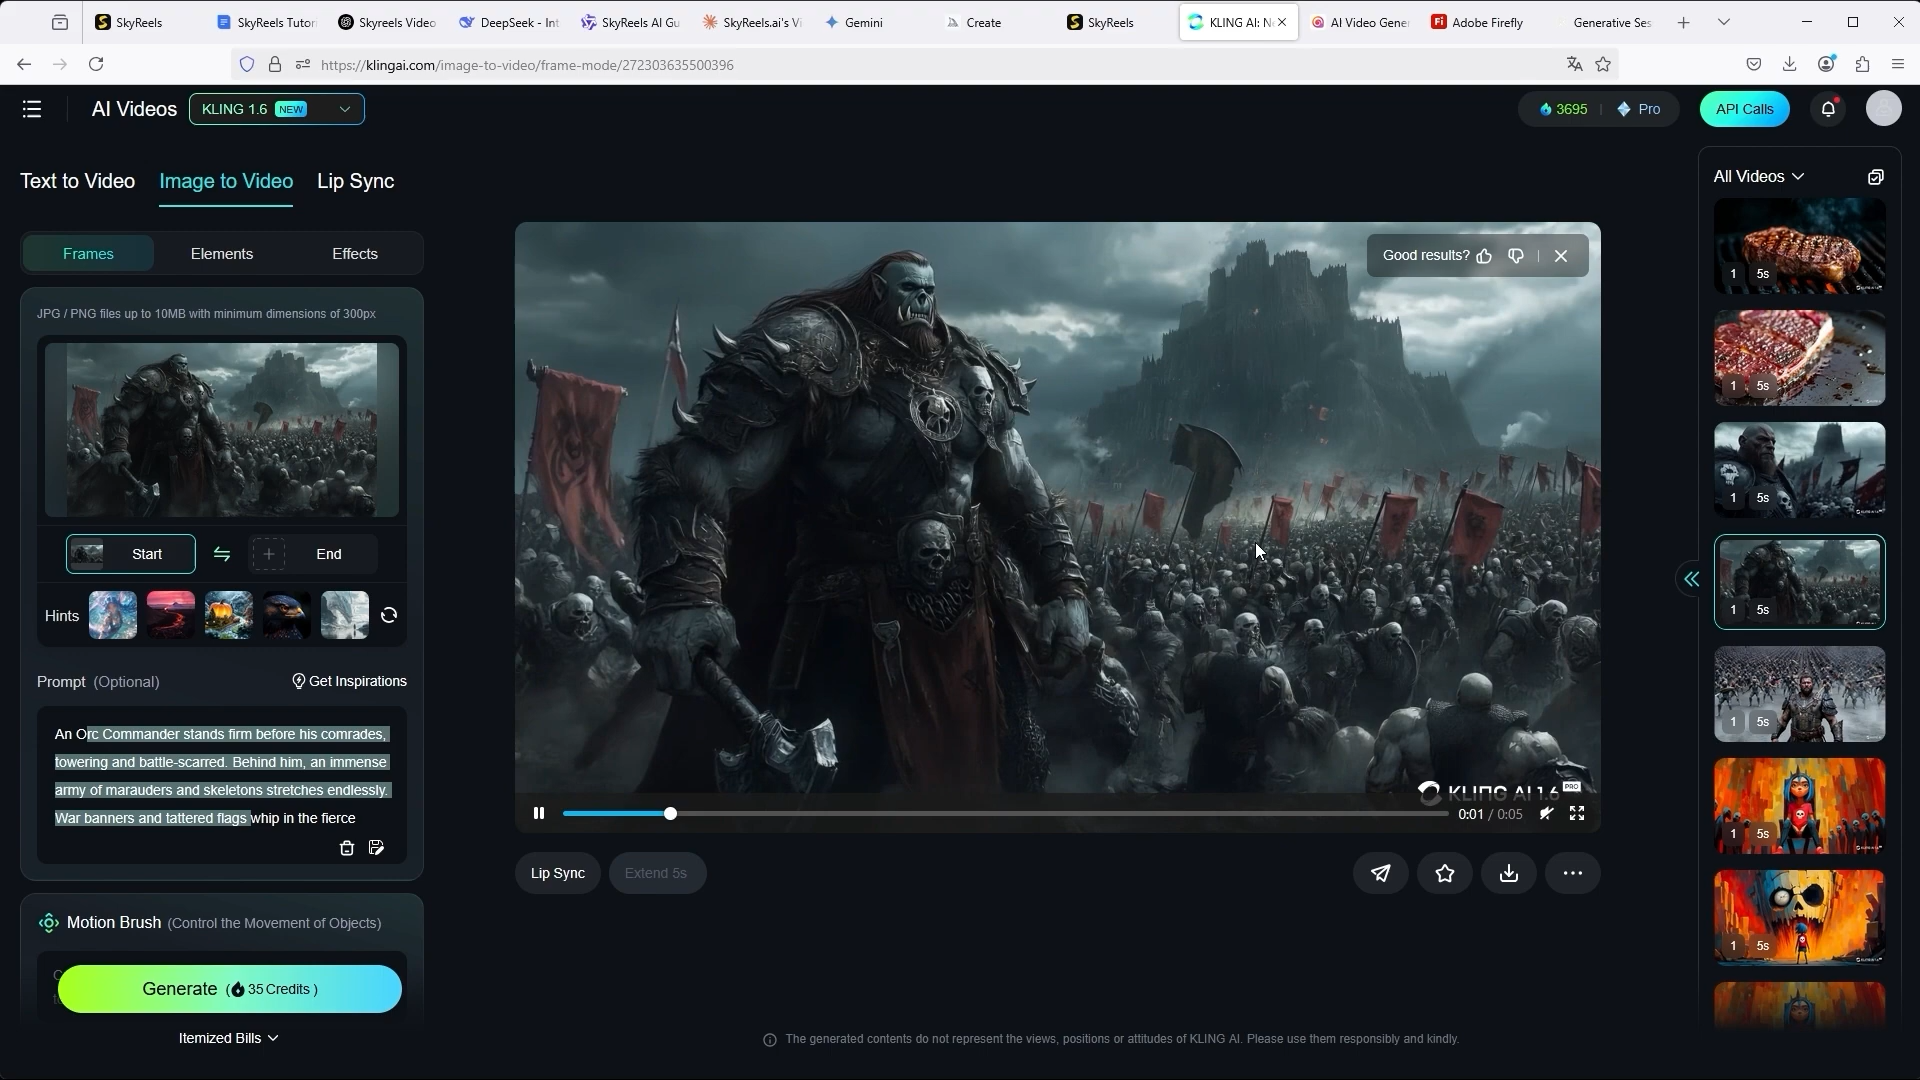 SkyReels
SkyReels Tutori
Skyreels Video
DeepSeek - Int
SkyReels AI Gu
SkyReels.ai's Vi
Gemini
Create
SkyReels
KLING AI: N
AI Video Gene
Adobe Firefly
Generative Ses
https://klingai.com/image-to-video/frame-mode/272303635500396
AI Videos
KLING 1.6 NEW
3695
Pro
API Calls
Text to Video
Image to Video
Lip Sync
Frames
Elements
Effects
JPG / PNG files up to 10MB with minimum dimensions of 300px
Start
End
Hints
Prompt (Optional)
Get Inspirations
An Orc Commander stands firm before his comrades,
towering and battle-scarred. Behind him, an immense
army of marauders and skeletons stretches endlessly.
War banners and tattered flags whip in the fierce
Motion Brush (Control the Movement of Objects)
Generate ( 35 Credits )
Itemized Bills
Good results?
KLING AI 1.6 PRO
0:01 / 0:05
Lip Sync
Extend 5s
The generated contents do not represent the views, positions or attitudes of KLING AI. Please use them responsibly and kindly.
All Videos
1 5s
1 5s
1 5s
1 5s
1 5s
1 5s
1 5s